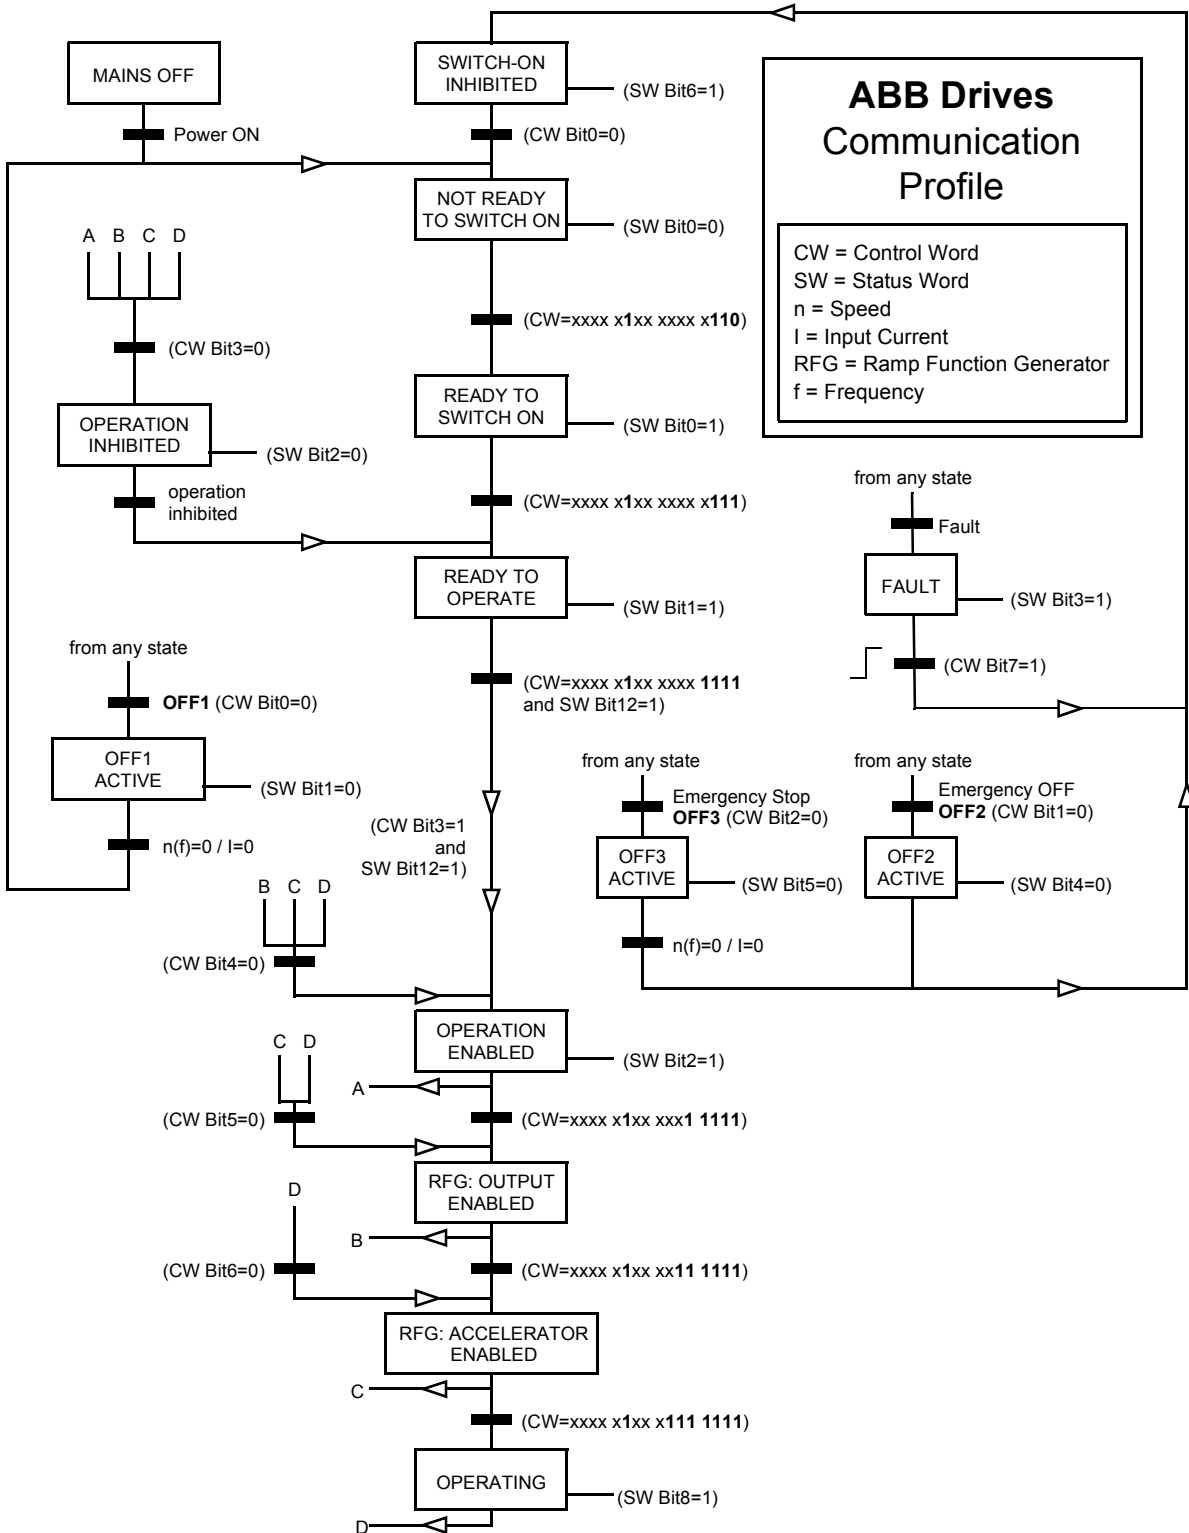 MAINS OFF
Power ON
SWITCH-ON
INHIBITED
(SW Bit6=1)
(CW Bit0=0)
ABB Drives
Communication
Profile
CW = Control Word
SW = Status Word
n = Speed
I = Input Current
RFG = Ramp Function Generator
f = Frequency
NOT READY
TO SWITCH ON
(SW Bit0=0)
A B C D
(CW Bit3=0)
(CW=xxxx x1xx xxxx x110)
OPERATION
INHIBITED
(SW Bit2=0)
operation
inhibited
READY TO
SWITCH ON
(SW Bit0=1)
(CW=xxxx x1xx xxxx x111)
from any state
Fault
FAULT
(SW Bit3=1)
(CW Bit7=1)
READY TO
OPERATE
(SW Bit1=1)
(CW=xxxx x1xx xxxx 1111
and SW Bit12=1)
from any state
OFF1 (CW Bit0=0)
OFF1
ACTIVE
(SW Bit1=0)
n(f)=0 / I=0
(CW Bit3=1
and
SW Bit12=1)
from any state
Emergency Stop
OFF3 (CW Bit2=0)
OFF3
ACTIVE
(SW Bit5=0)
n(f)=0 / I=0
from any state
Emergency OFF
OFF2 (CW Bit1=0)
OFF2
ACTIVE
(SW Bit4=0)
B C D
(CW Bit4=0)
OPERATION
ENABLED
(SW Bit2=1)
A
C D
(CW Bit5=0)
(CW=xxxx x1xx xxx1 1111)
RFG: OUTPUT
ENABLED
B
D
(CW Bit6=0)
(CW=xxxx x1xx xx11 1111)
RFG: ACCELERATOR
ENABLED
C
(CW=xxxx x1xx x111 1111)
OPERATING
(SW Bit8=1)
D